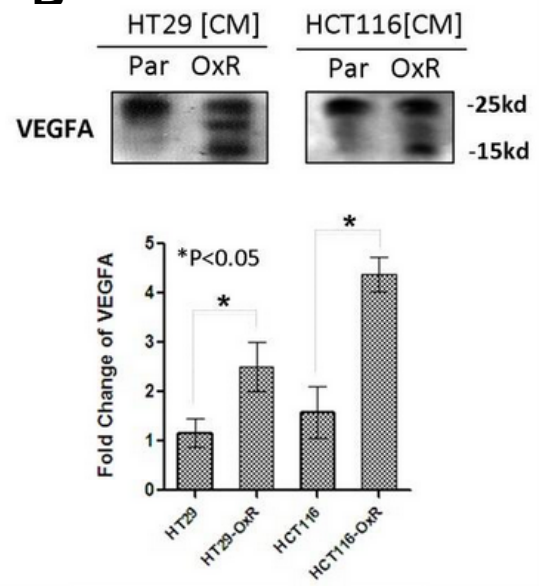 HT29 [CM] HCT116[CM]
Par OxR Par OxR
VEGFA
-25kd
-15kd
*
*P<0.05
*
Fold Change of VEGFA
5
4
3
2
1
0
HT29
HT29-OxR
HCT116
HCT116-OxR